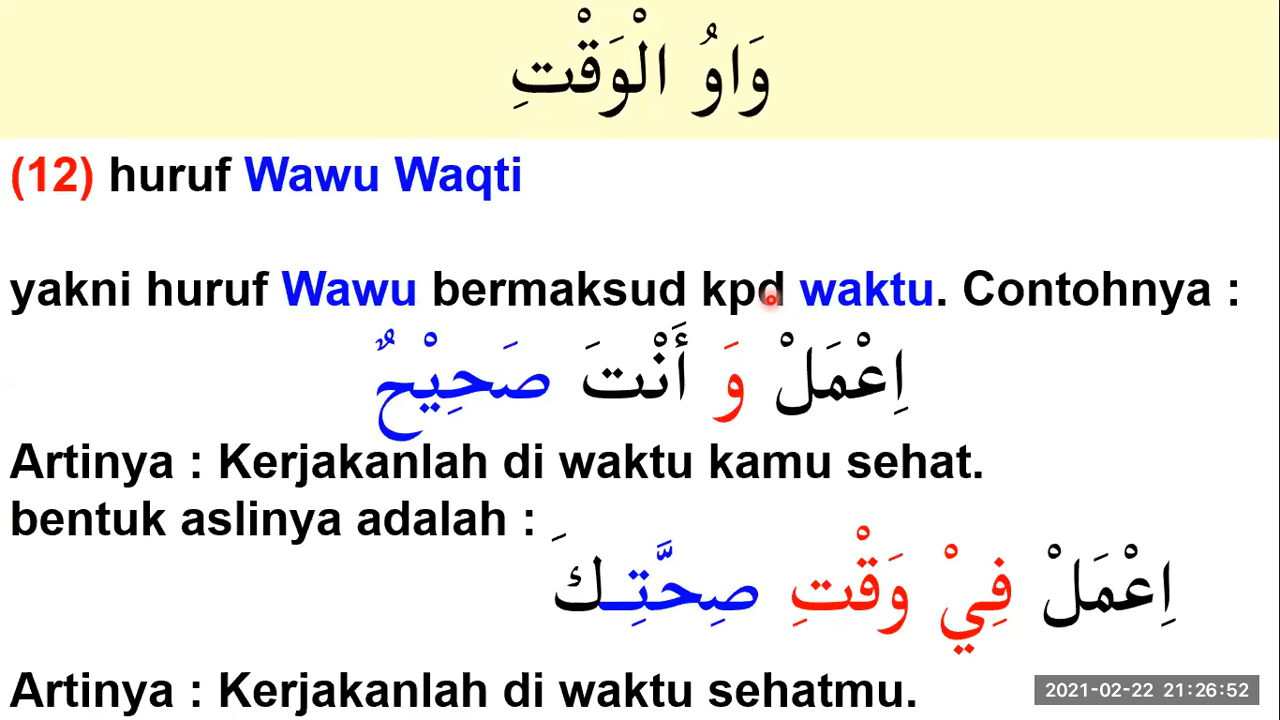 وَاوُ الْوَقْتِ
(12) huruf Wawu Waqti
yakni huruf Wawu bermaksud kpd waktu. Contohnya :
اِعْمَلْ وَ أَنْتَ صَحِيْحٌ
Artinya : Kerjakanlah di waktu kamu sehat.
bentuk aslinya adalah :
اِعْمَلْ فِيْ وَقْتِ صِحَّتِـكَ
Artinya : Kerjakanlah di waktu sehatmu.
2021-02-22 21:26:52